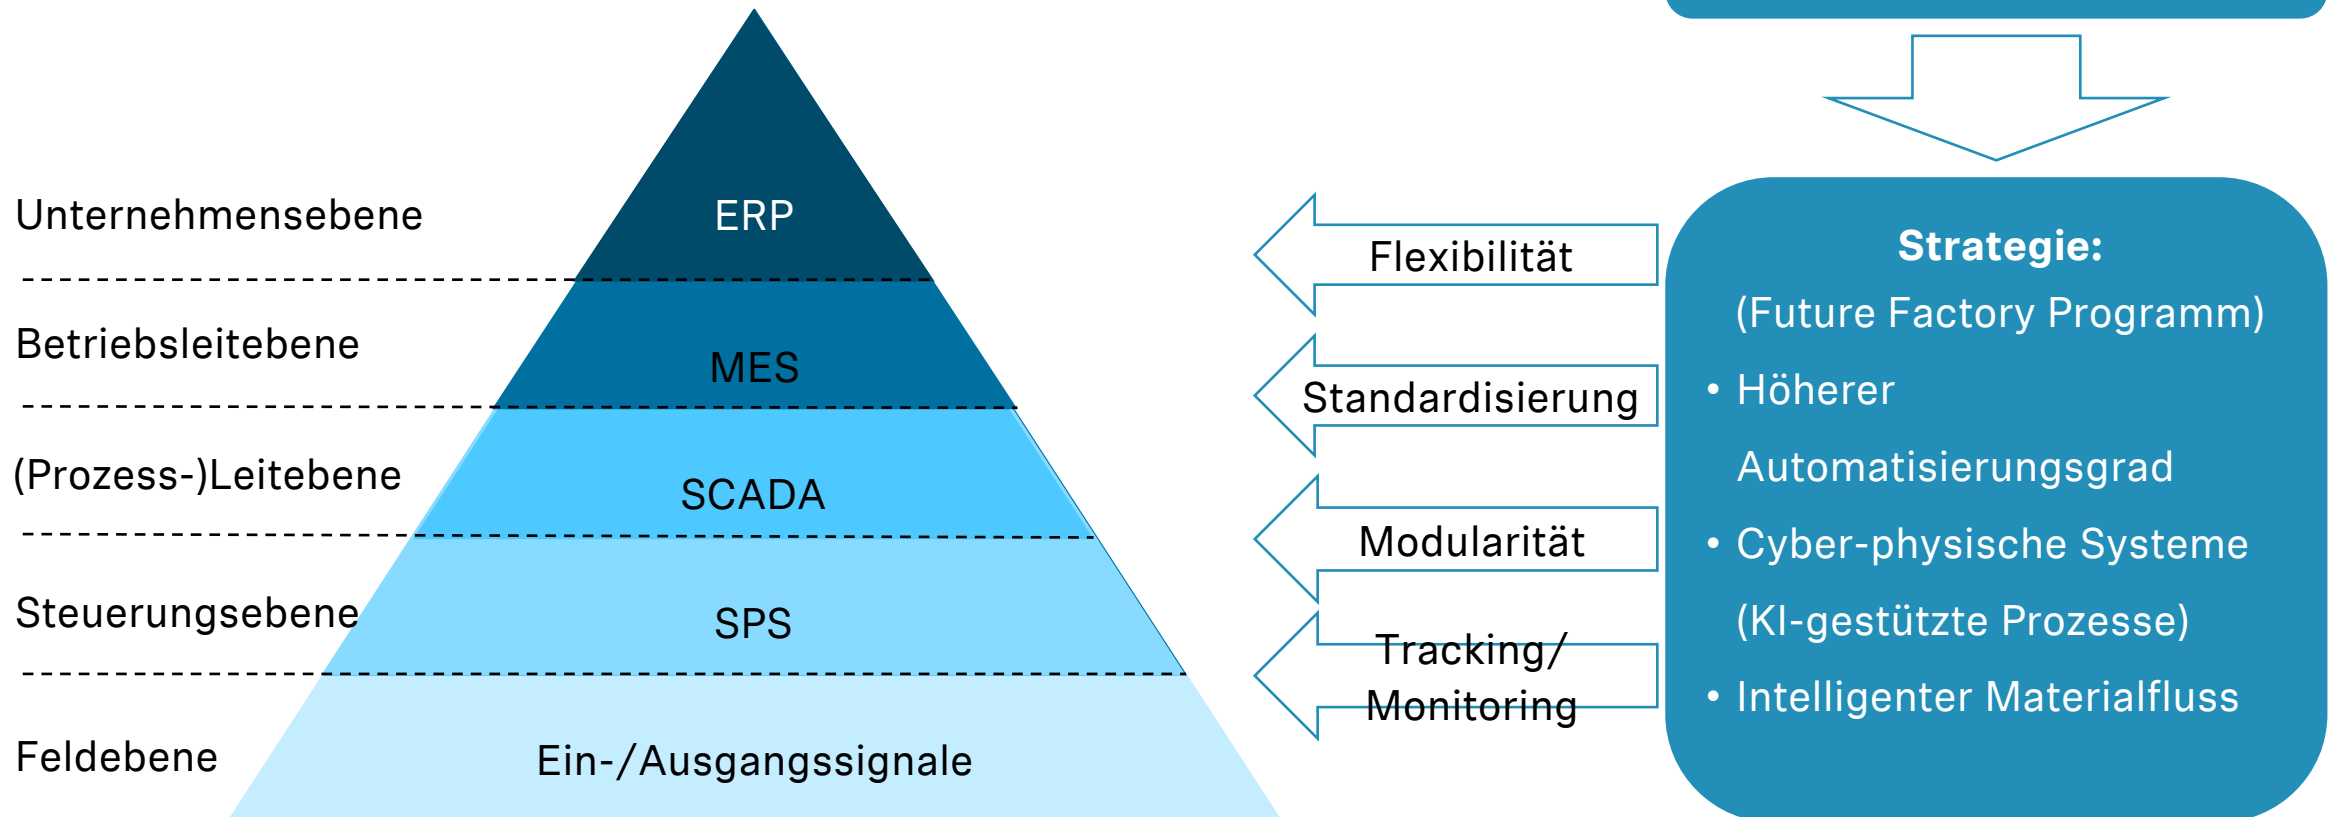 Unternehmensebene
ERP
Betriebsleitebene
MES
(Prozess-)Leitebene
SCADA
Steuerungsebene
SPS
Feldebene
Ein-/Ausgangssignale
Flexibilität
Standardisierung
Modularität
Tracking/
Monitoring
Strategie:
(Future Factory Programm)
• Höherer
Automatisierungsgrad
• Cyber-physische Systeme
(KI-gestützte Prozesse)
• Intelligenter Materialfluss